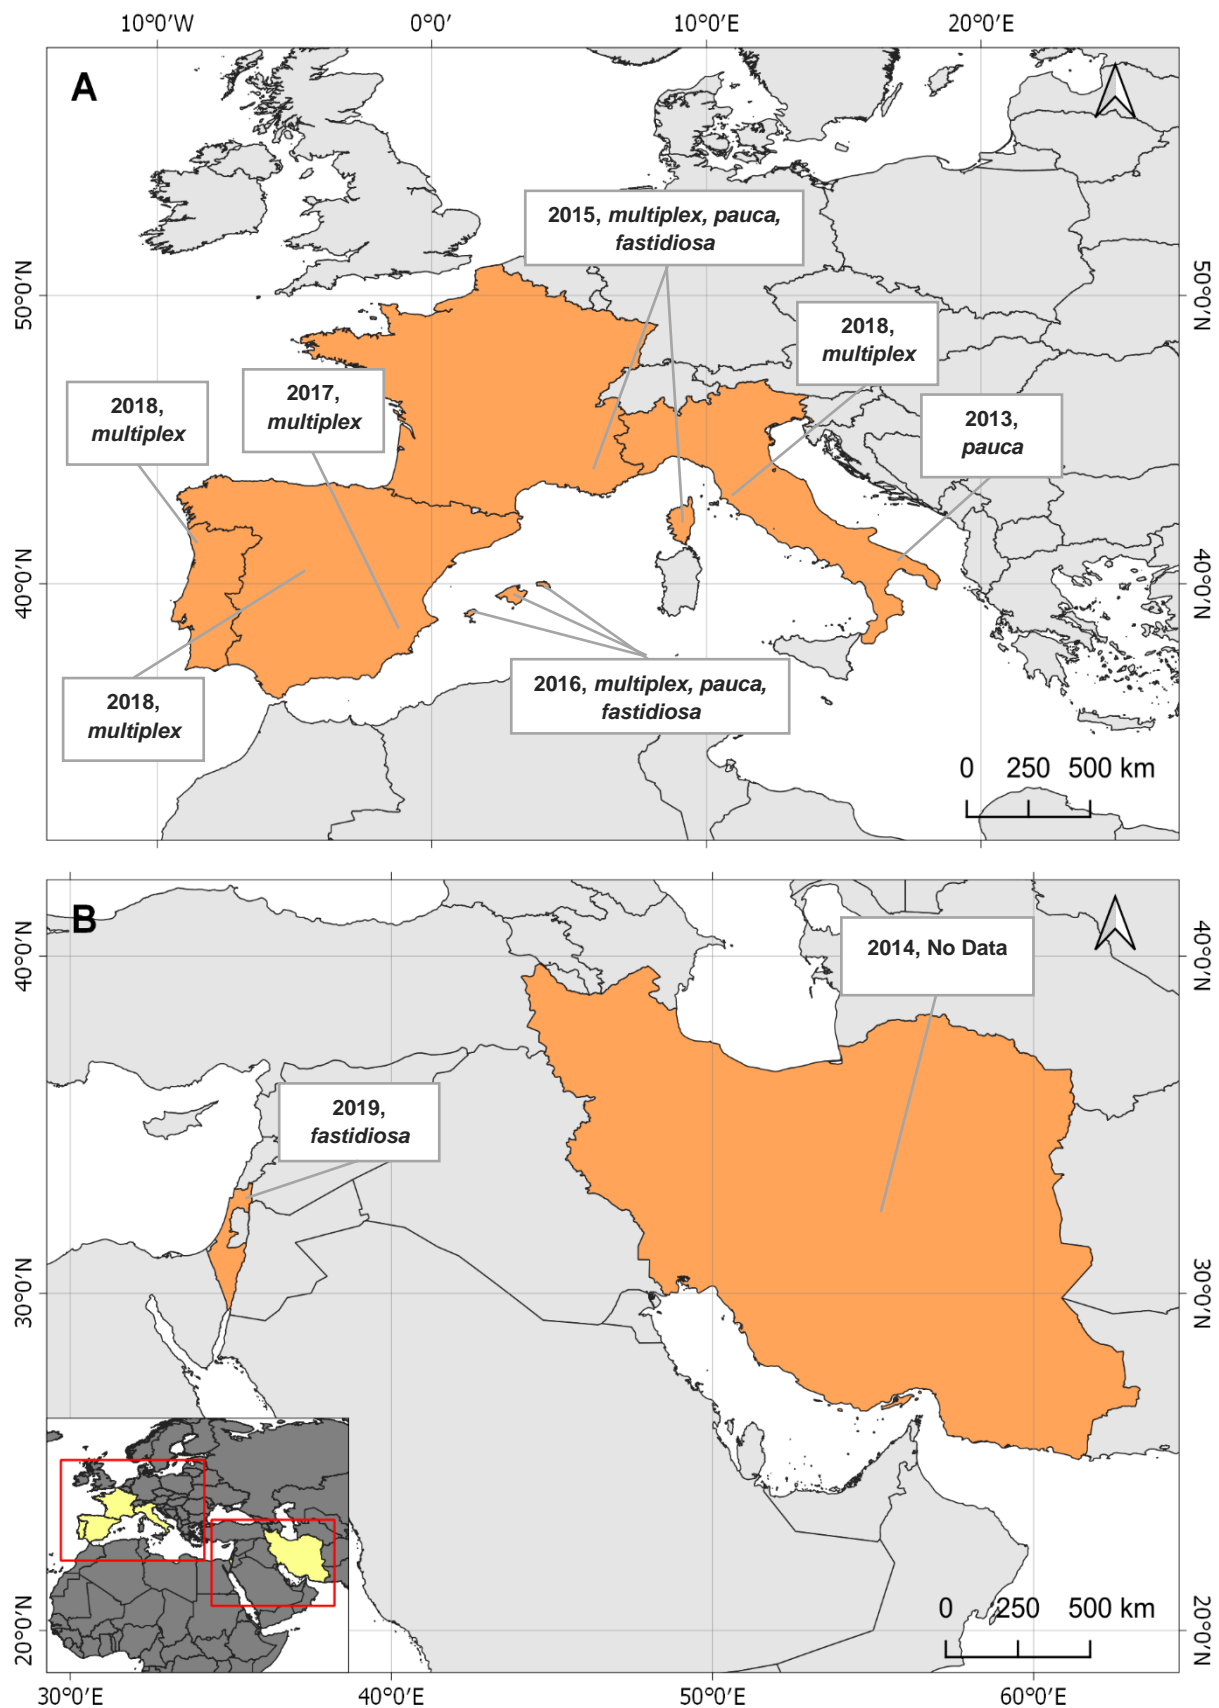 10°0′W 0°0′ 10°0′E 20°0′E
A
2015, multiplex, pauca,
fastidiosa
50°0′N
50°0′N
2018,
multiplex
2017,
multiplex
2018,
multiplex
2013,
pauca
40°0′N
40°0′N
2016, multiplex, pauca,
fastidiosa
2018,
multiplex
0 250 500 km
B
40°0′N
40°0′N
2014, No Data
2019,
fastidiosa
30°0′N
30°0′N
0 250 500 km
20°0′N
20°0′N
30°0′E 40°0′E 50°0′E 60°0′E